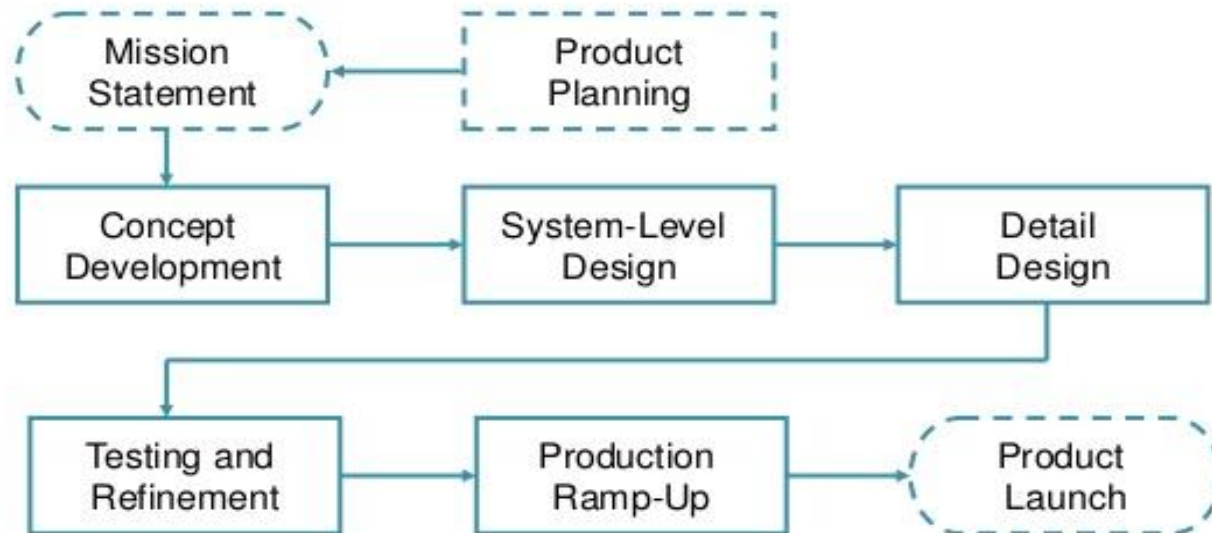 Mission
Statement
Product
Planning
Concept
Development
System-Level
Design
Detail
Design
Testing and
Refinement
Production
Ramp-Up
Product
Launch